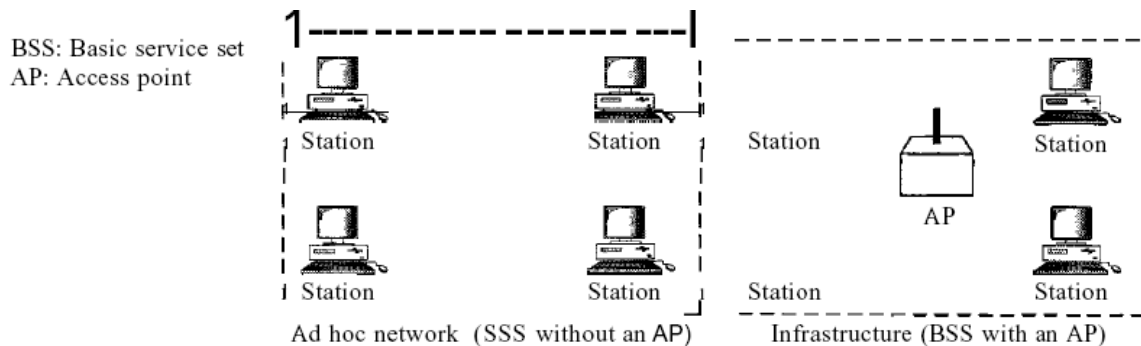 BSS: Basic service set
AP: Access point
Station Station Station Station
AP
Station Station Station Station
Ad hoc network (SSS without an AP) Infrastructure (BSS with an AP)